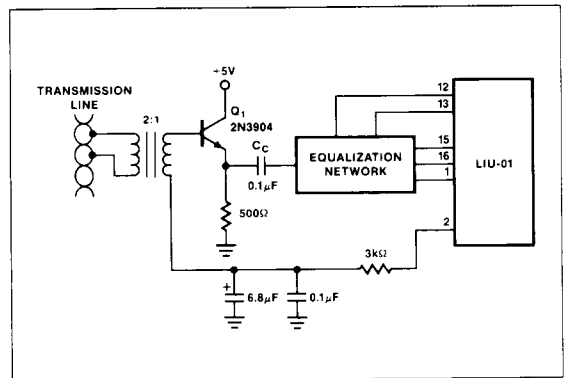 +5V
TRANSMISSION
LINE
2:1
Q1
2N3904
CC
0.1μF
500Ω
EQUALIZATION
NETWORK
12
13
15
16
1
2
LIU-01
3kΩ
+
6.8μF
0.1μF